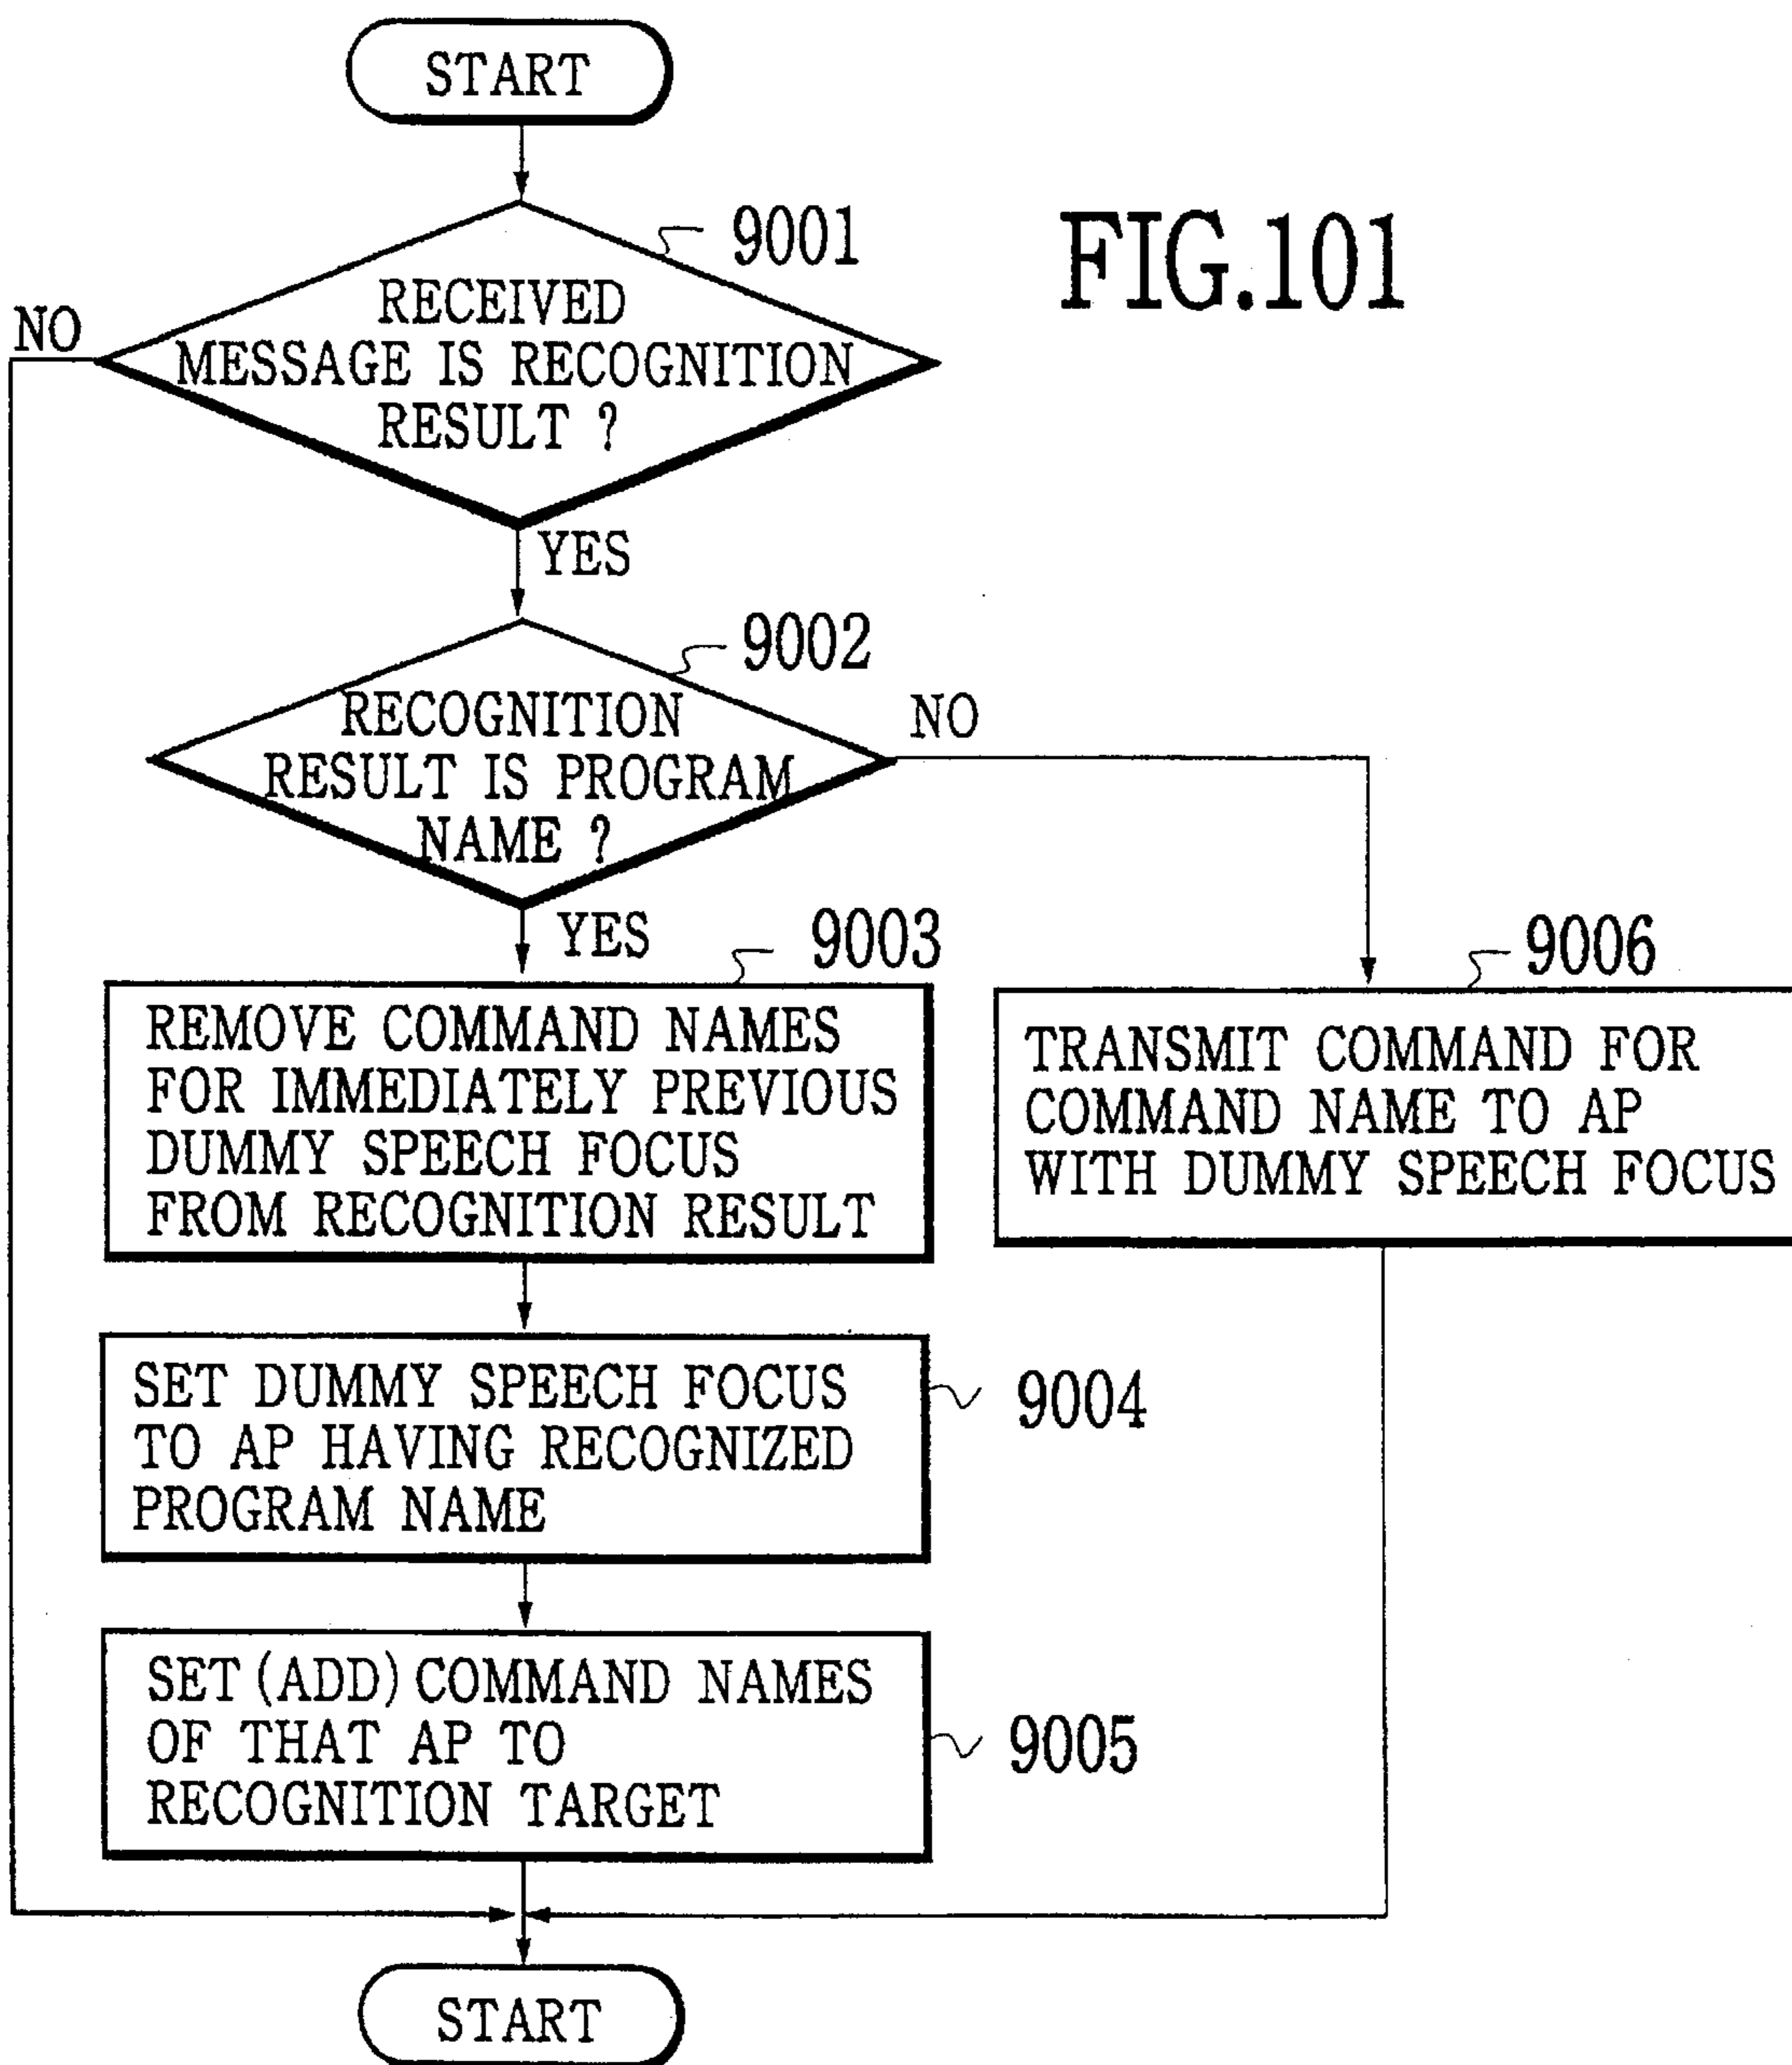 START
FIG.101
9001
RECEIVED
MESSAGE IS RECOGNITION
RESULT ?
NO
YES
9002
RECOGNITION
RESULT IS PROGRAM
NAME ?
NO
YES
9003
REMOVE COMMAND NAMES
FOR IMMEDIATELY PREVIOUS
DUMMY SPEECH FOCUS
FROM RECOGNITION RESULT
9006
TRANSMIT COMMAND FOR
COMMAND NAME TO AP
WITH DUMMY SPEECH FOCUS
SET DUMMY SPEECH FOCUS
TO AP HAVING RECOGNIZED
PROGRAM NAME
9004
SET (ADD) COMMAND NAMES
OF THAT AP TO
RECOGNITION TARGET
9005
START